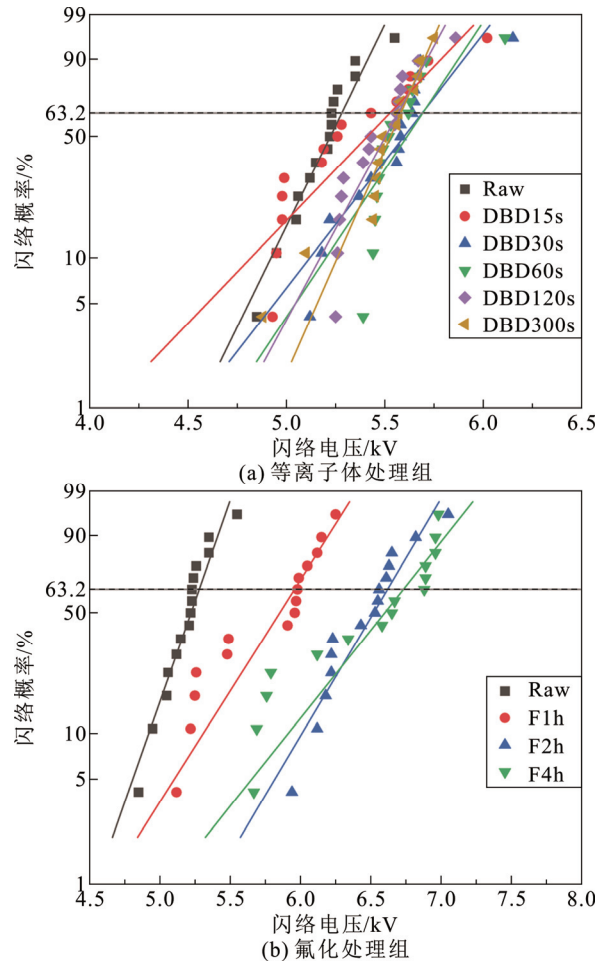 99
90
63.2
50
10
5
1
闪络概率/%
Raw
DBD15s
DBD30s
DBD60s
DBD120s
DBD300s
4.0 4.5 5.0 5.5 6.0 6.5
闪络电压/kV
(a) 等离子体处理组
99
90
63.2
50
10
5
1
闪络概率/%
Raw
F1h
F2h
F4h
4.5 5.0 5.5 6.0 6.5 7.0 7.5 8.0
闪络电压/kV
(b) 氟化处理组